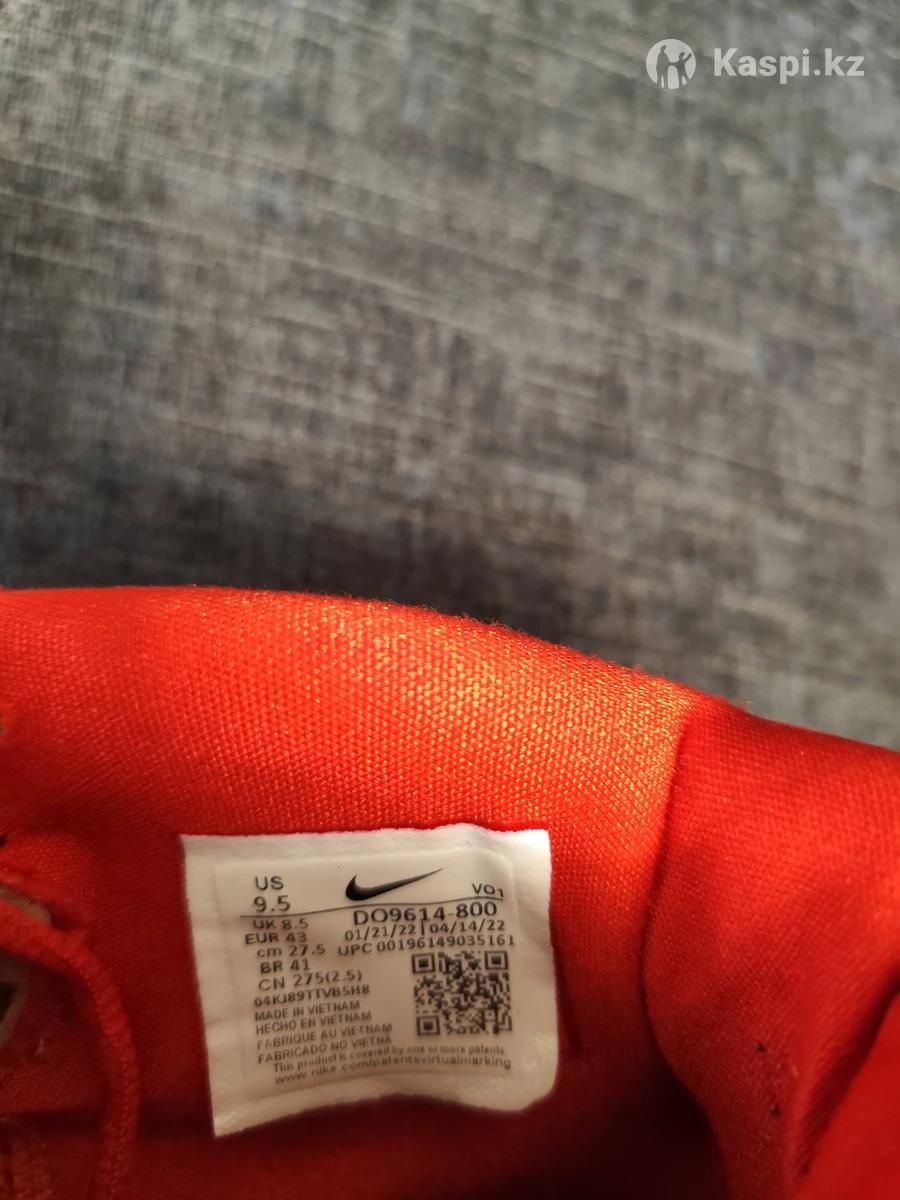 Kaspi.kz
US
9.5
VO1
UK 8.5
DO9614-800
EUR 43
01/21/22 | 04/14/22
cm 27.5
UPC 00196149035161
BR 41
CN 275(2.5)
04KJ89TTVB5H8
MADE IN VIETNAM
HECHO EN VIETNAM
FABRIQUE AU VIETNAM
FABRICADO NO VIETNÃ
This product is covered by one or more patents
www.nike.com/patentsvirtualmarking